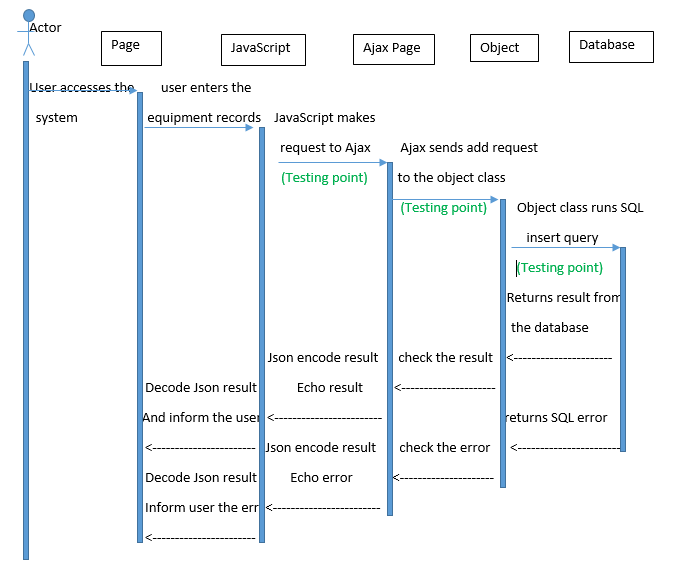 Actor
Page
JavaScript
Ajax Page
Object
Database
User accesses the
system
user enters the
equipment records
JavaScript makes
request to Ajax
(Testing point)
Ajax sends add request
to the object class
(Testing point)
Object class runs SQL
insert query
(Testing point)
Returns result from
the database
<---------------------
check the result
<---------------------
Json encode result
Echo result
<-----------------------
Decode Json result
And inform the user
<----------------------
returns SQL error
<----------------------
check the error
<---------------------
Json encode result
Echo error
<-----------------------
Decode Json result
Inform user the err
<----------------------